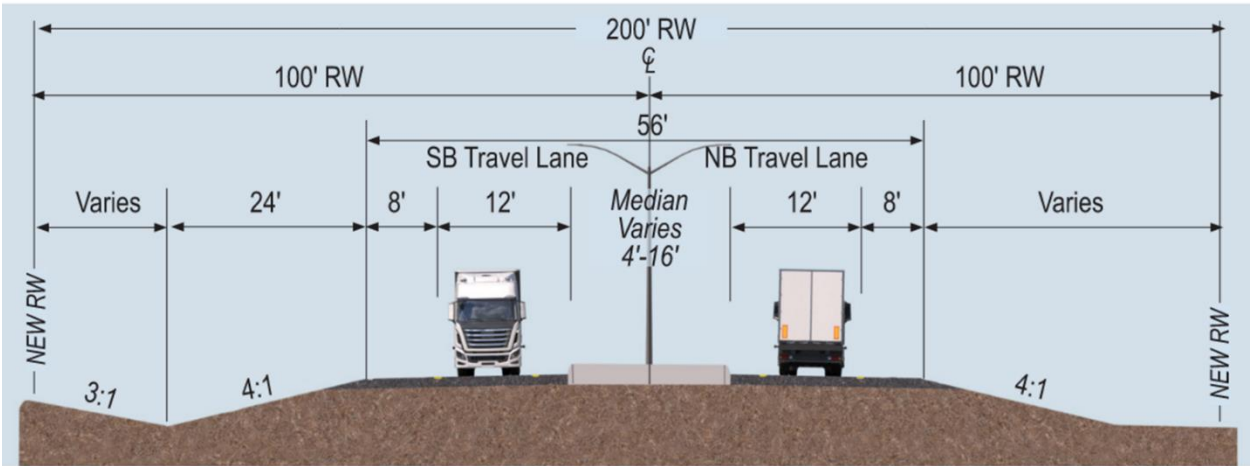 200' RW
℄
100' RW
100' RW
56'
SB Travel Lane
NB Travel Lane
Varies
24'
8'
12'
Median
Varies
4'-16'
12'
8'
Varies
NEW RW
NEW RW
3:1
4:1
4:1